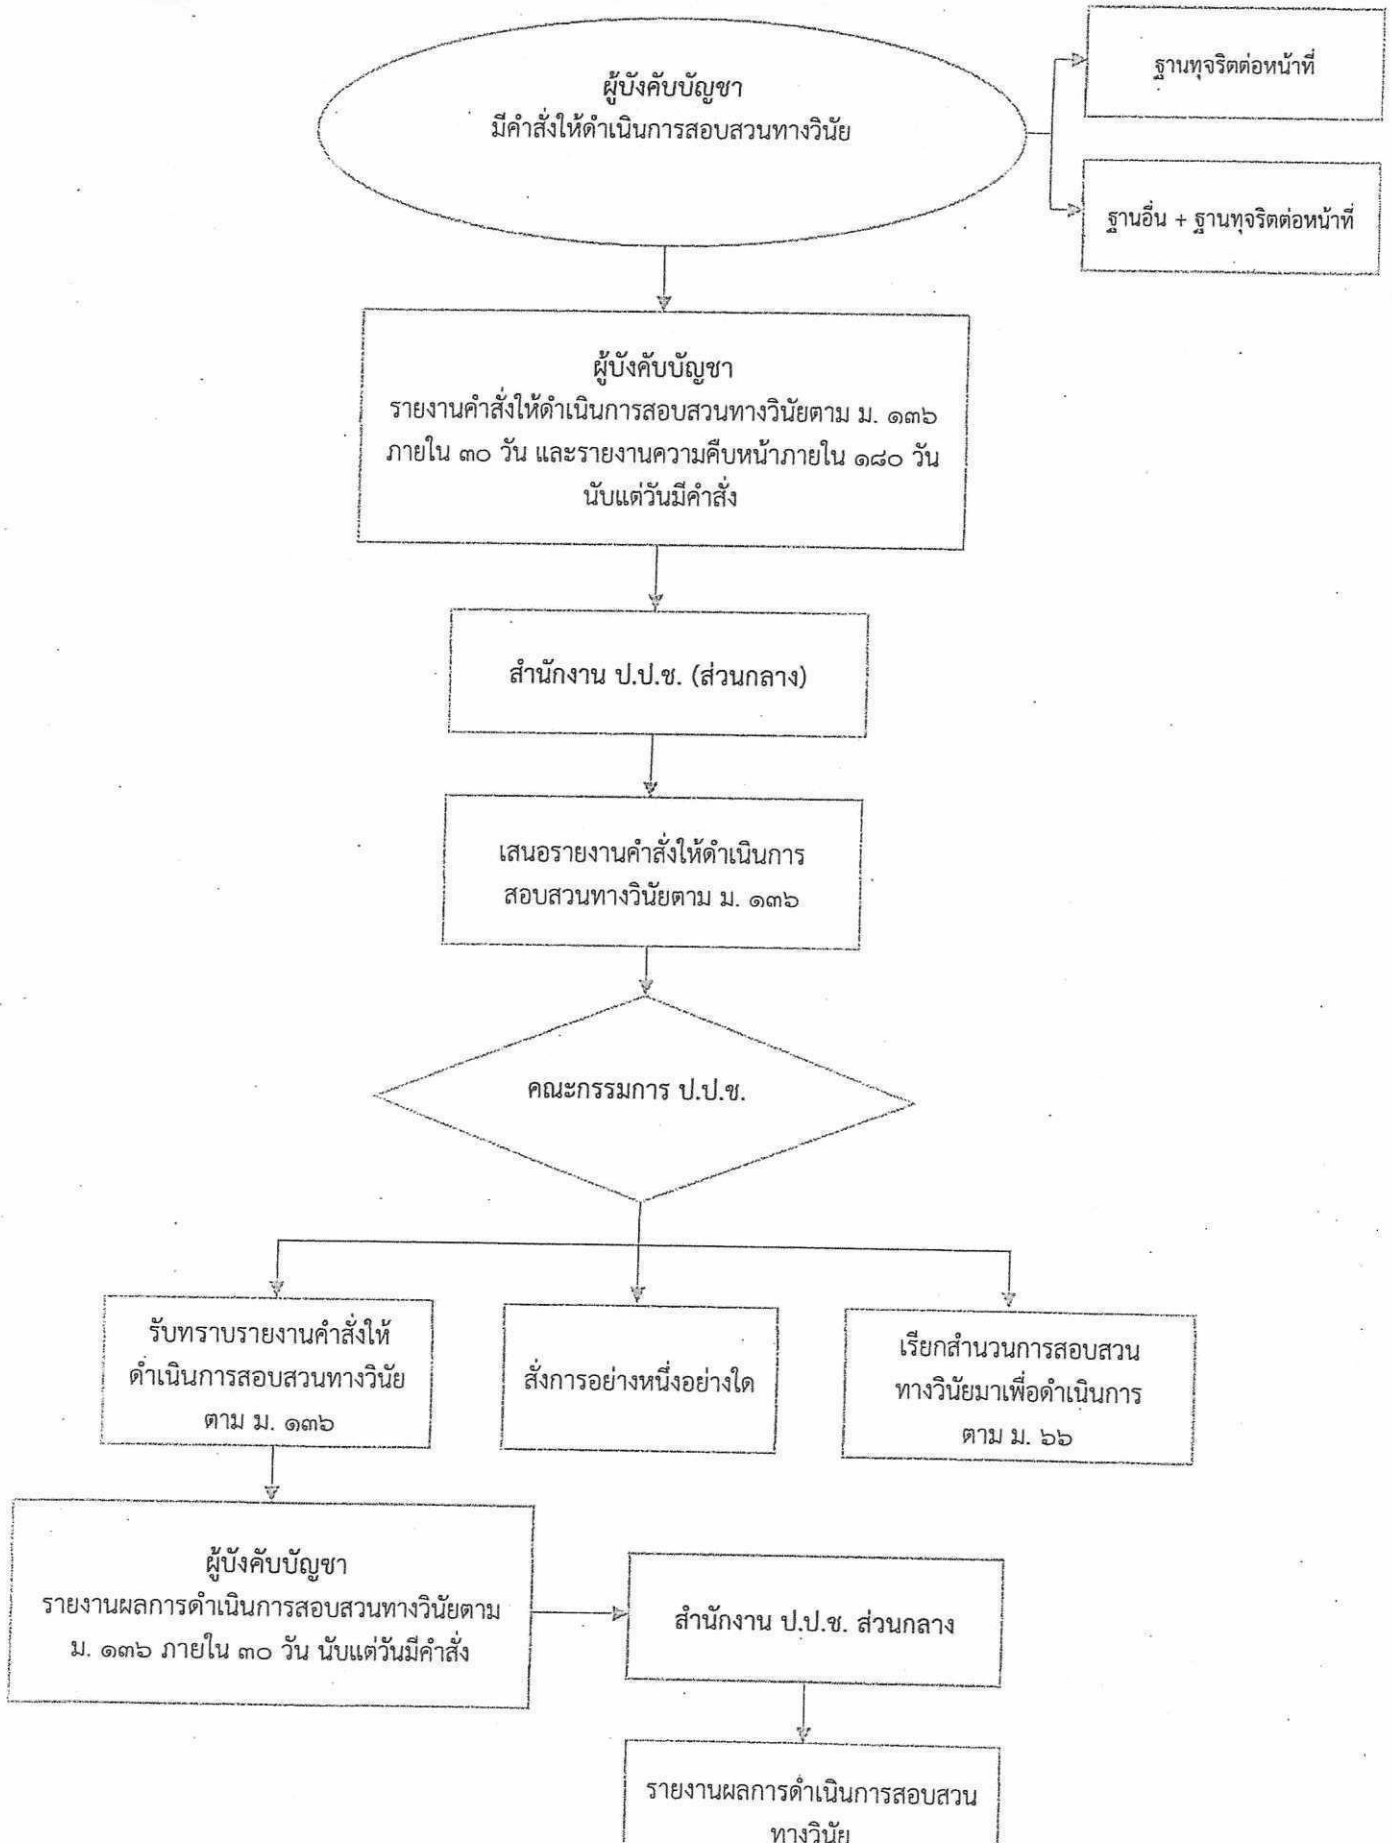 ผู้บังคับบัญชา
มีคำสั่งให้ดำเนินการสอบสวนทางวินัย
ฐานทุจริตต่อหน้าที่
ฐานอื่น + ฐานทุจริตต่อหน้าที่
ผู้บังคับบัญชา
รายงานคำสั่งให้ดำเนินการสอบสวนทางวินัยตาม ม. ๑๓๖
ภายใน ๓๐ วัน และรายงานความคืบหน้าภายใน ๑๘๐ วัน
นับแต่วันมีคำสั่ง
สำนักงาน ป.ป.ช. (ส่วนกลาง)
เสนอรายงานคำสั่งให้ดำเนินการ
สอบสวนทางวินัยตาม ม. ๑๓๖
คณะกรรมการ ป.ป.ช.
รับทราบรายงานคำสั่งให้
ดำเนินการสอบสวนทางวินัย
ตาม ม. ๑๓๖
สั่งการอย่างหนึ่งอย่างใด
เรียกสำนวนการสอบสวน
ทางวินัยมาเพื่อดำเนินการ
ตาม ม. ๖๖
ผู้บังคับบัญชา
รายงานผลการดำเนินการสอบสวนทางวินัยตาม
ม. ๑๓๖ ภายใน ๓๐ วัน นับแต่วันมีคำสั่ง
สำนักงาน ป.ป.ช. ส่วนกลาง
รายงานผลการดำเนินการสอบสวน
ทางวินัย